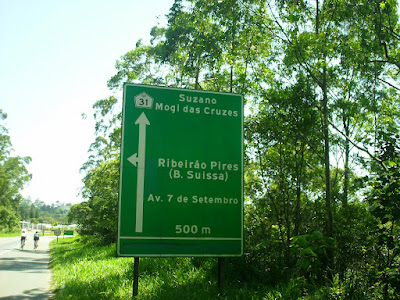 31
Suzano
Mogi das Cruzes
Ribeirão Pires
(B. Suissa)
Av. 7 de Setembro
500 m